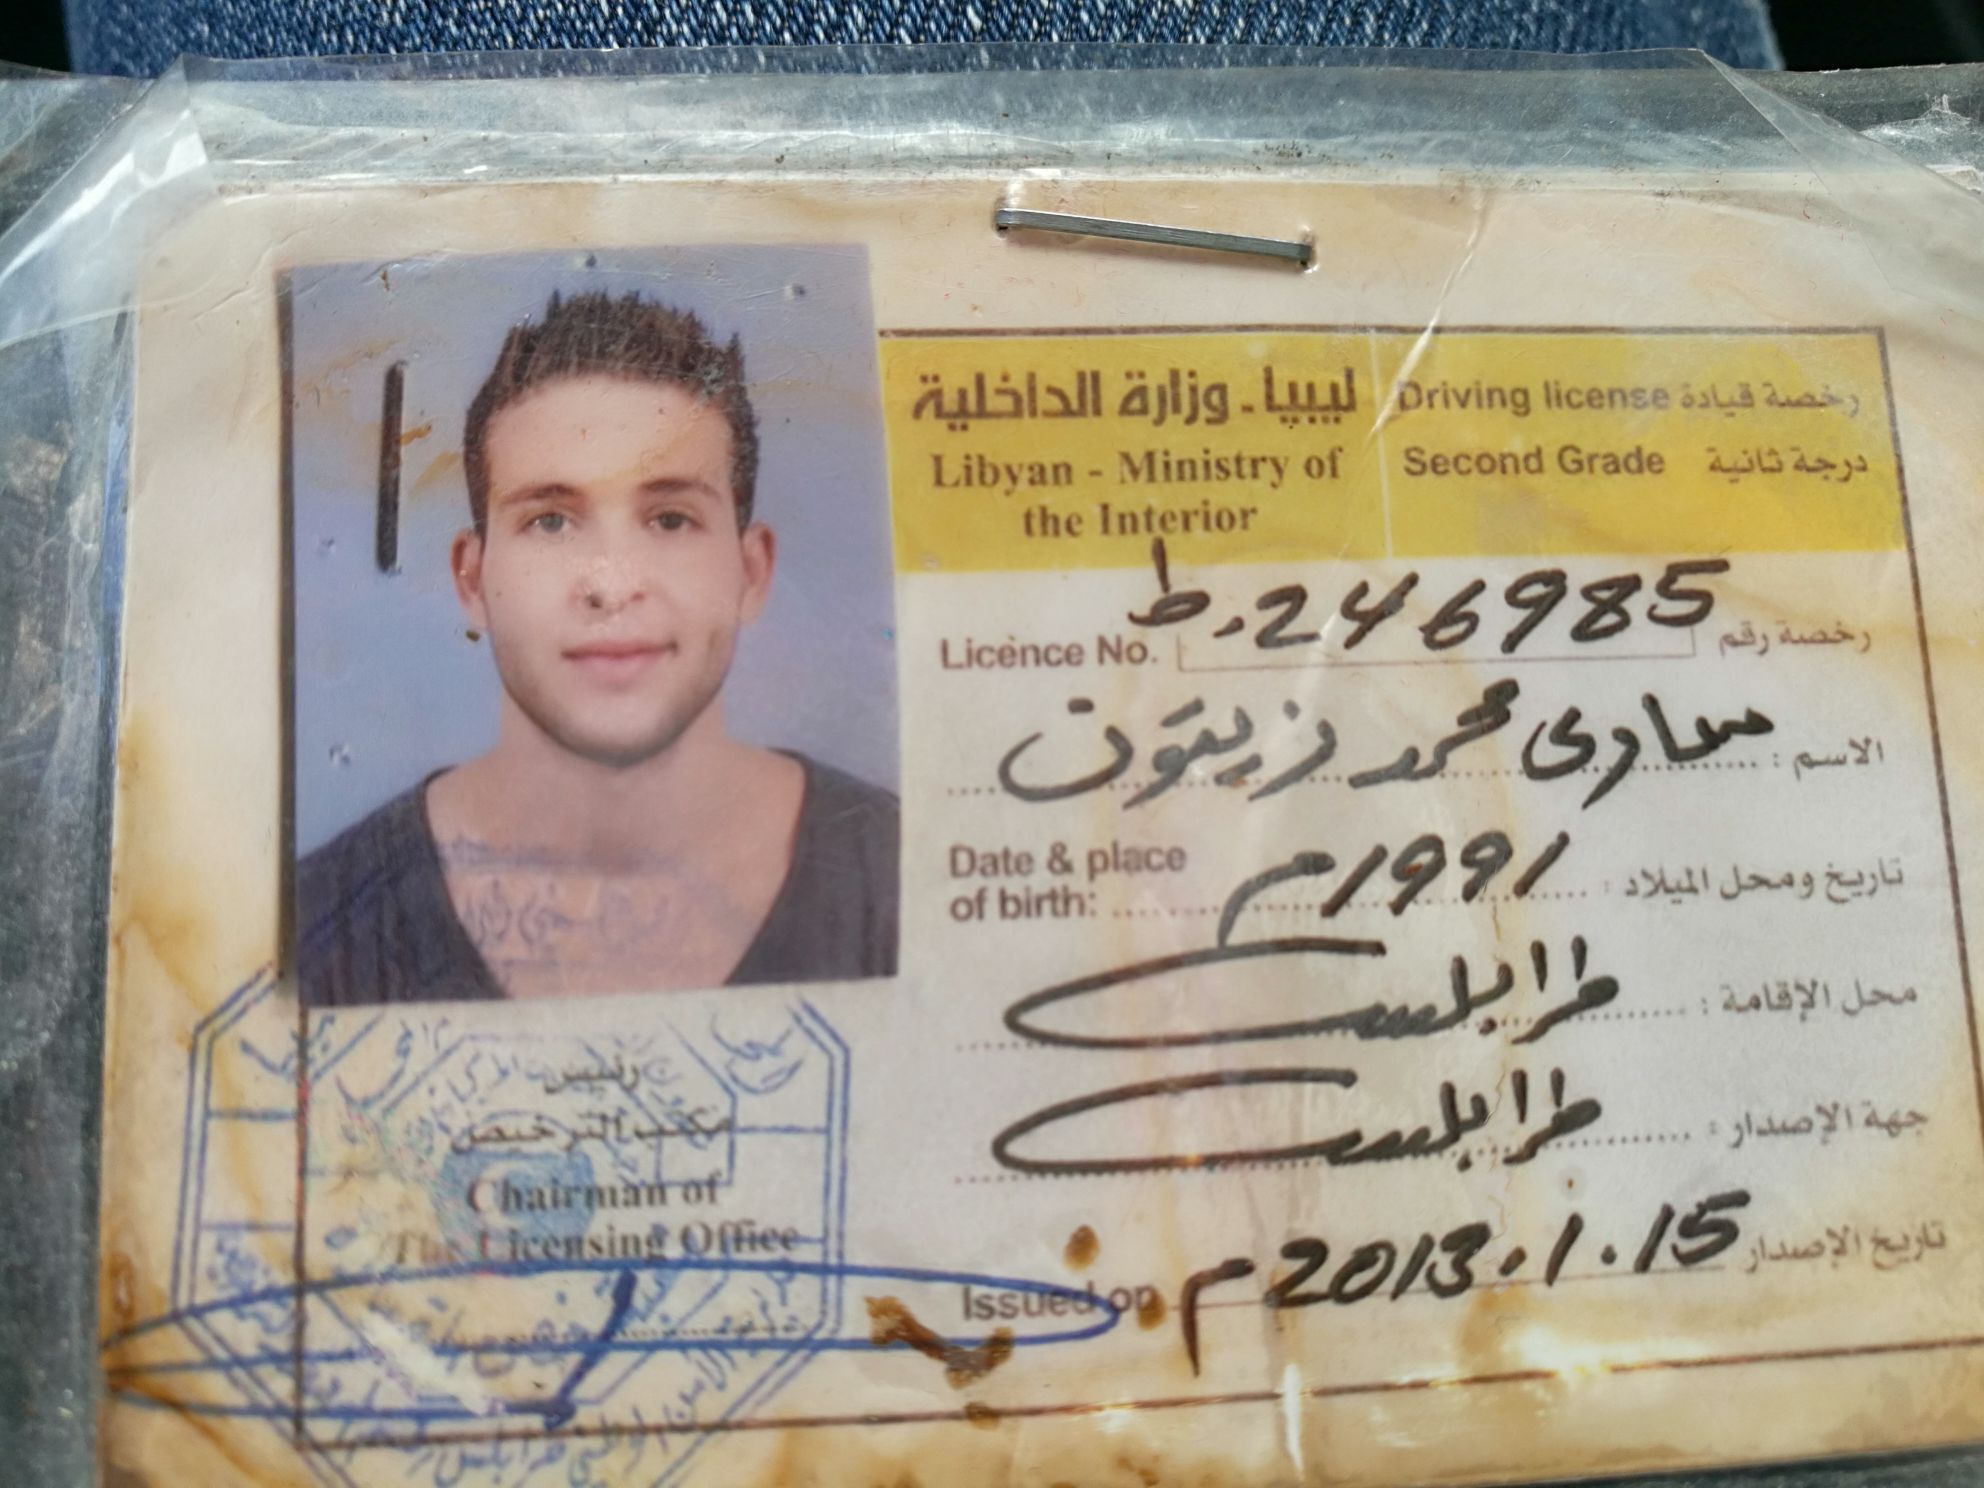 ليبيا - وزارة الداخلية
Libyan - Ministry of
the Interior
Driving license رخصة قيادة
Second Grade درجة ثانية
Licence No. ط.246985 رخصة رقم
الاسم : ساوى محمد زيتون
Date & place
of birth: 1991م تاريخ ومحل الميلاد :
محل الإقامة : طرابلس
جهة الإصدار : طرابلس
Issued on 2013.1.15م تاريخ الإصدار
رئيس
مكتب الترخيص
Chairman of
The Licensing Office